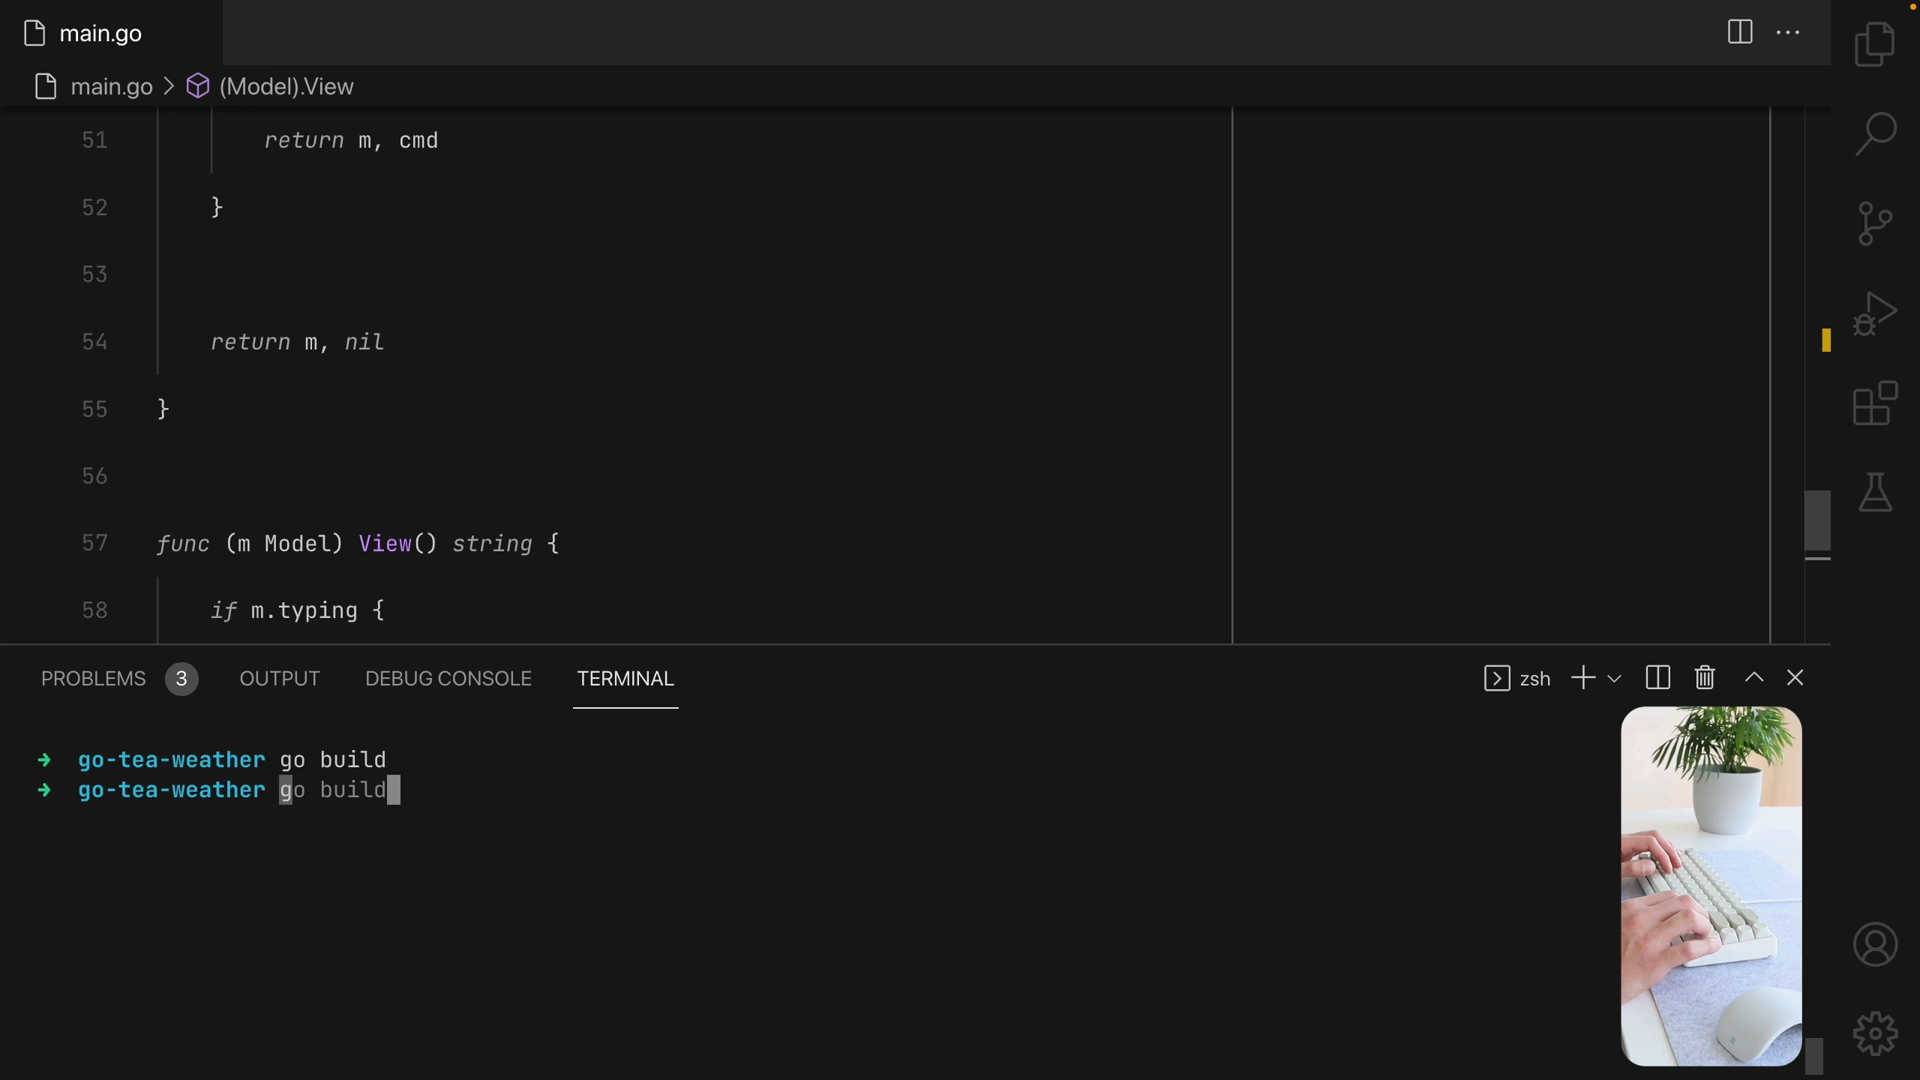 main.go
main.go > (Model).View
51 return m, cmd
52 }
53
54 return m, nil
55 }
56
57 func (m Model) View() string {
58 if m.typing {
PROBLEMS 3 OUTPUT DEBUG CONSOLE TERMINAL zsh
→ go-tea-weather go build
→ go-tea-weather go build